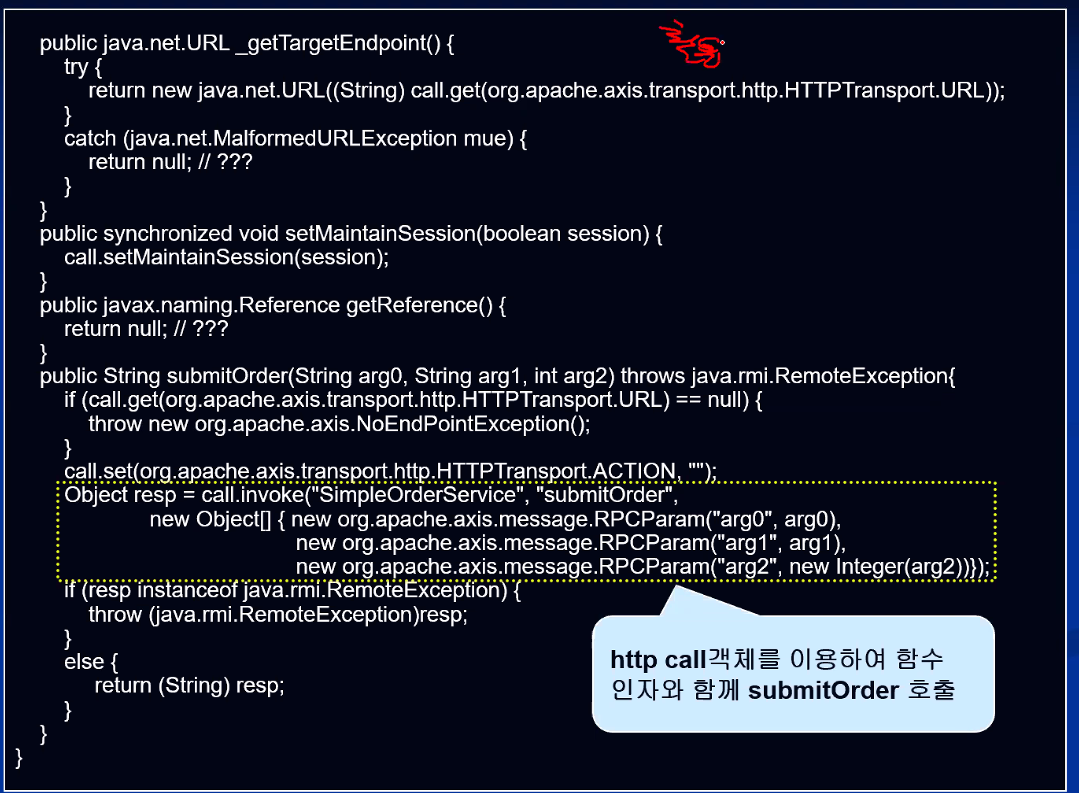 public java.net.URL _getTargetEndpoint() {
try {
return new java.net.URL((String) call.get(org.apache.axis.transport.http.HTTPTransport.URL));
}
catch (java.net.MalformedURLException mue) {
return null; // ???
}
}
public synchronized void setMaintainSession(boolean session) {
call.setMaintainSession(session);
}
public javax.naming.Reference getReference() {
return null; // ???
}
public String submitOrder(String arg0, String arg1, int arg2) throws java.rmi.RemoteException{
if (call.get(org.apache.axis.transport.http.HTTPTransport.URL) == null) {
throw new org.apache.axis.NoEndPointException();
}
call.set(org.apache.axis.transport.http.HTTPTransport.ACTION, "");
Object resp = call.invoke("SimpleOrderService", "submitOrder",
new Object[] { new org.apache.axis.message.RPCParam("arg0", arg0),
new org.apache.axis.message.RPCParam("arg1", arg1),
new org.apache.axis.message.RPCParam("arg2", new Integer(arg2))});
if (resp instanceof java.rmi.RemoteException) {
throw (java.rmi.RemoteException)resp;
}
else {
return (String) resp;
}
}
}
http call객체를 이용하여 함수
인자와 함께 submitOrder 호출